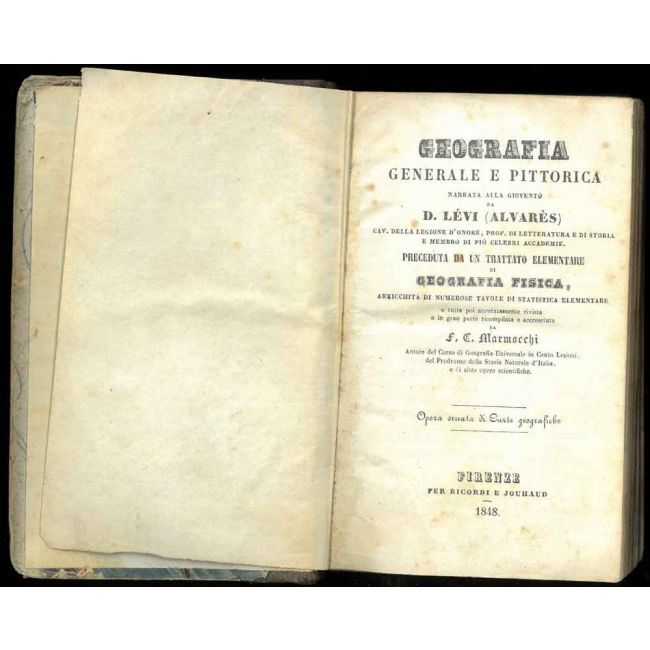 GEOGRAFIA
GENERALE E PITTORICA
NARRATA ALLA GIOVENTÙ
DA
D. LÉVI (ALVARÈS)
CAV. DELLA LEGIONE D'ONORE, PROF. DI LETTERATURA E DI STORIA
E MEMBRO DI PIÙ CELEBRI ACCADEMIE,
PRECEDUTA DA UN TRATTATO ELEMENTARE
DI
GEOGRAFIA FISICA,
ARRICCHITA DI NUMEROSE TAVOLE DI STATISTICA ELEMENTARE
e tutta poi accuratamente rivista
e in gran parte ricompilata e accresciuta
DA
F. C. Marmocchi
Autore del Corso di Geografia Universale in Cento Lezioni,
del Prodromo della Storia Naturale d'Italia,
e di altre opere scientifiche.
Opera ornata di Carte geografiche
FIRENZE
PER RICORDI E JOUHAUD
1848.